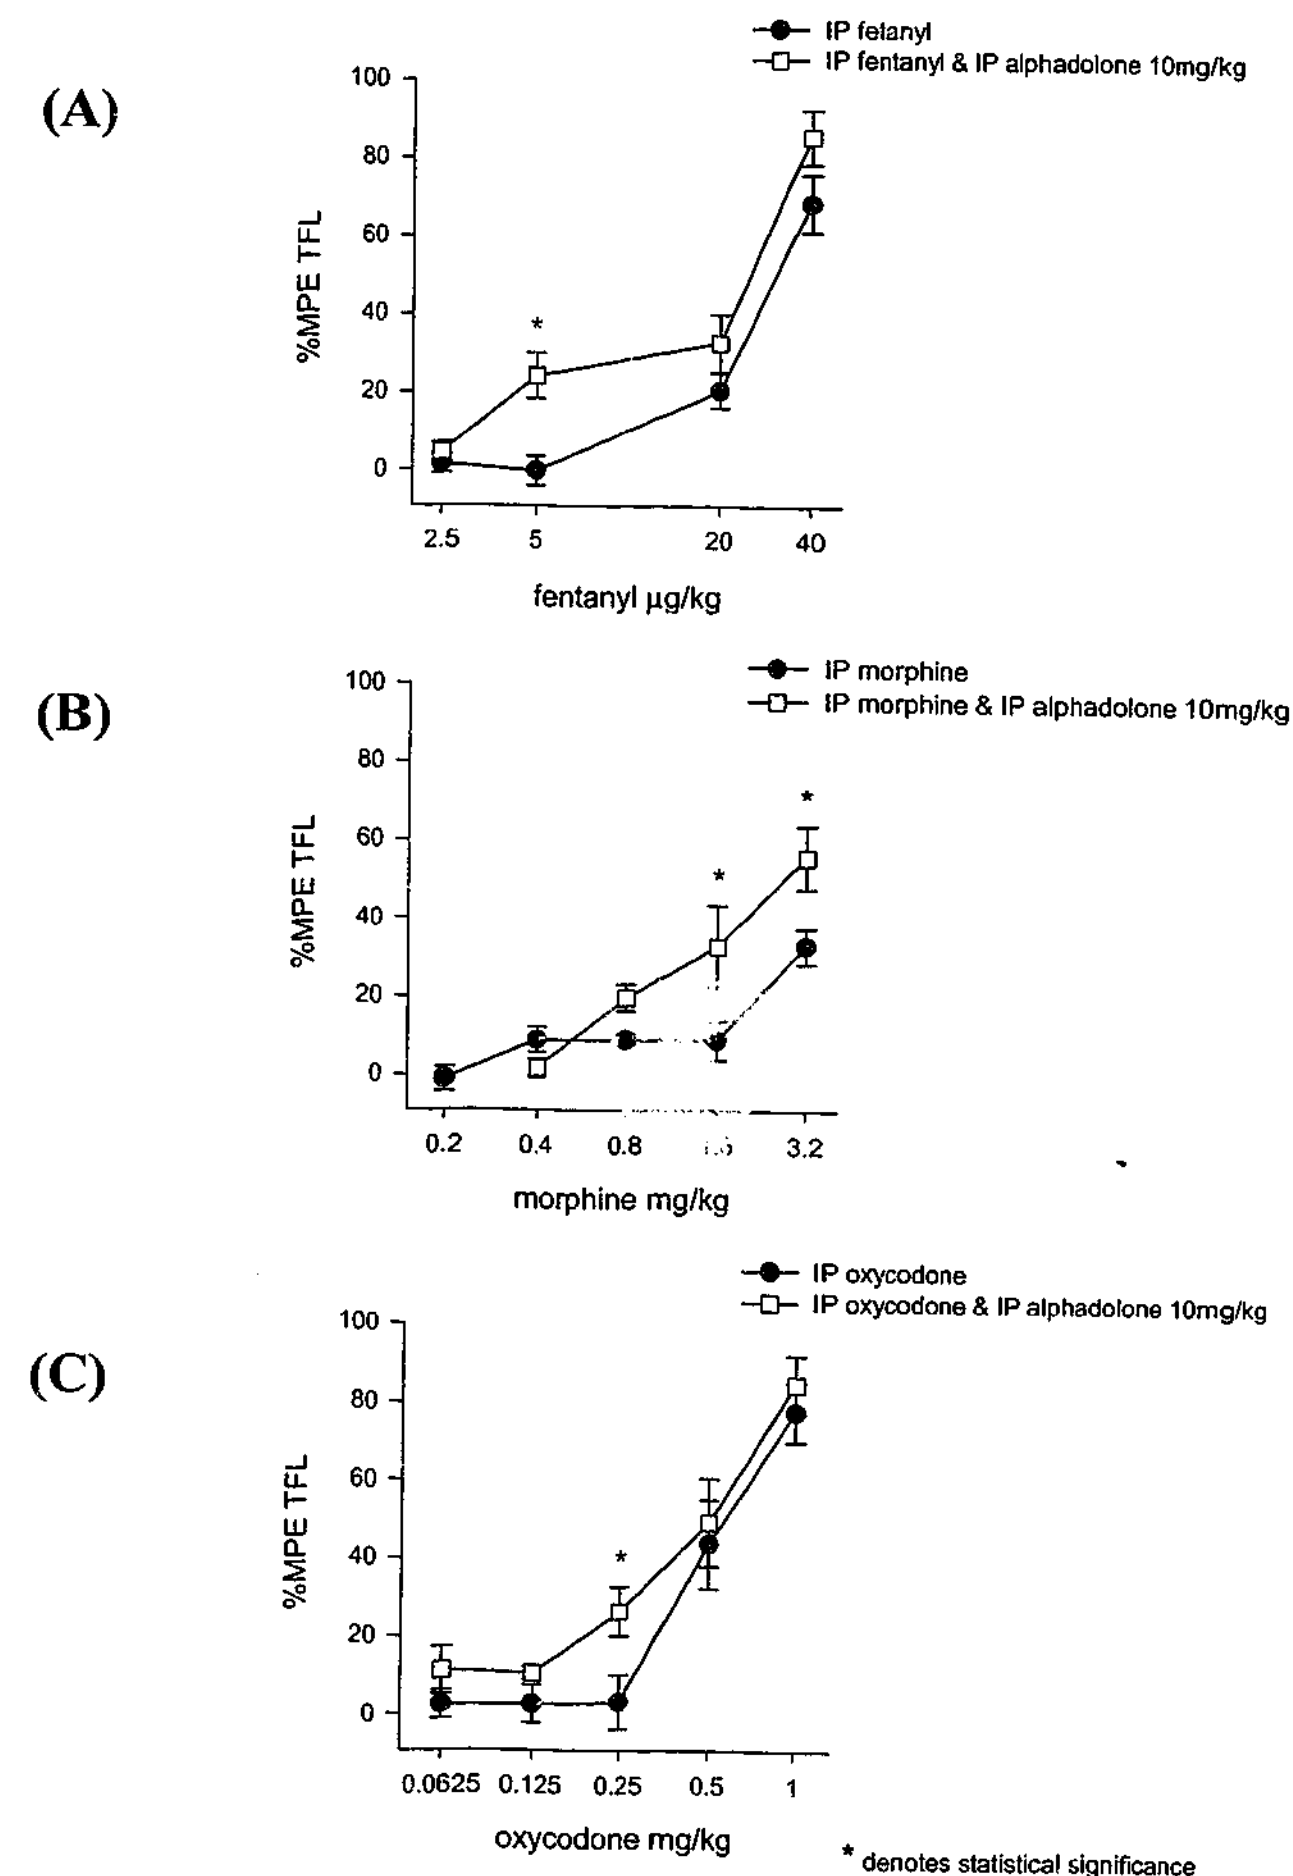 (A)
IP fetanyl
IP fentanyl & IP alphadolone 10mg/kg
100
80
60
40
20
0
%MPE TFL
*
2.5 5 20 40
fentanyl µg/kg
(B)
IP morphine
IP morphine & IP alphadolone 10mg/kg
100
80
60
40
20
0
%MPE TFL
*
*
0.2 0.4 0.8 3.2
morphine mg/kg
(C)
IP oxycodone
IP oxycodone & IP alphadolone 10mg/kg
100
80
60
40
20
0
%MPE TFL
*
0.0625 0.125 0.25 0.5 1
oxycodone mg/kg
* denotes statistical significance